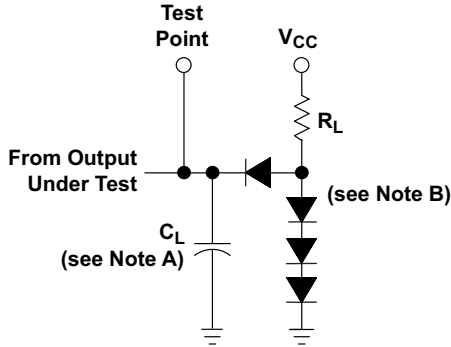 Test
Point
VCC
RL
From Output
Under Test
(see Note B)
CL
(see Note A)